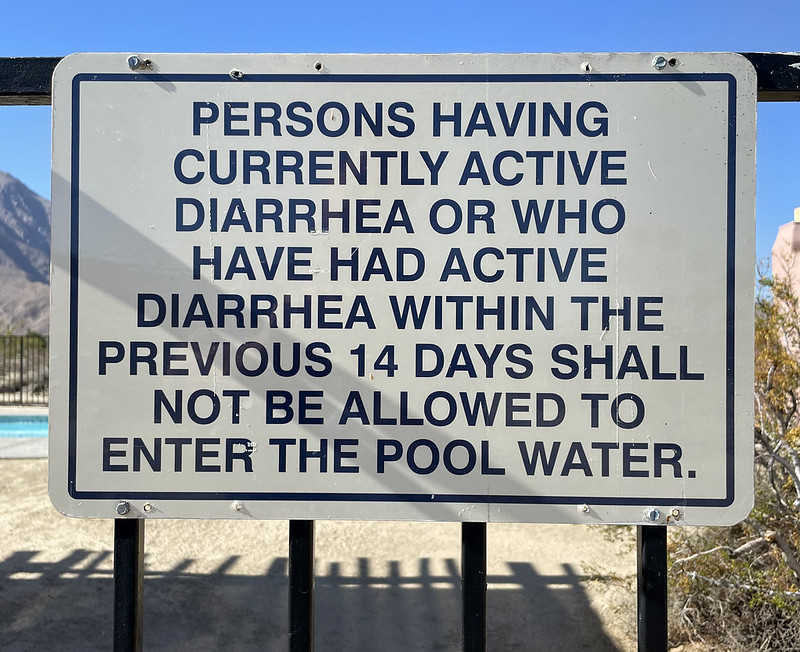 PERSONS HAVING
CURRENTLY ACTIVE
DIARRHEA OR WHO
HAVE HAD ACTIVE
DIARRHEA WITHIN THE
PREVIOUS 14 DAYS SHALL
NOT BE ALLOWED TO
ENTER THE POOL WATER.